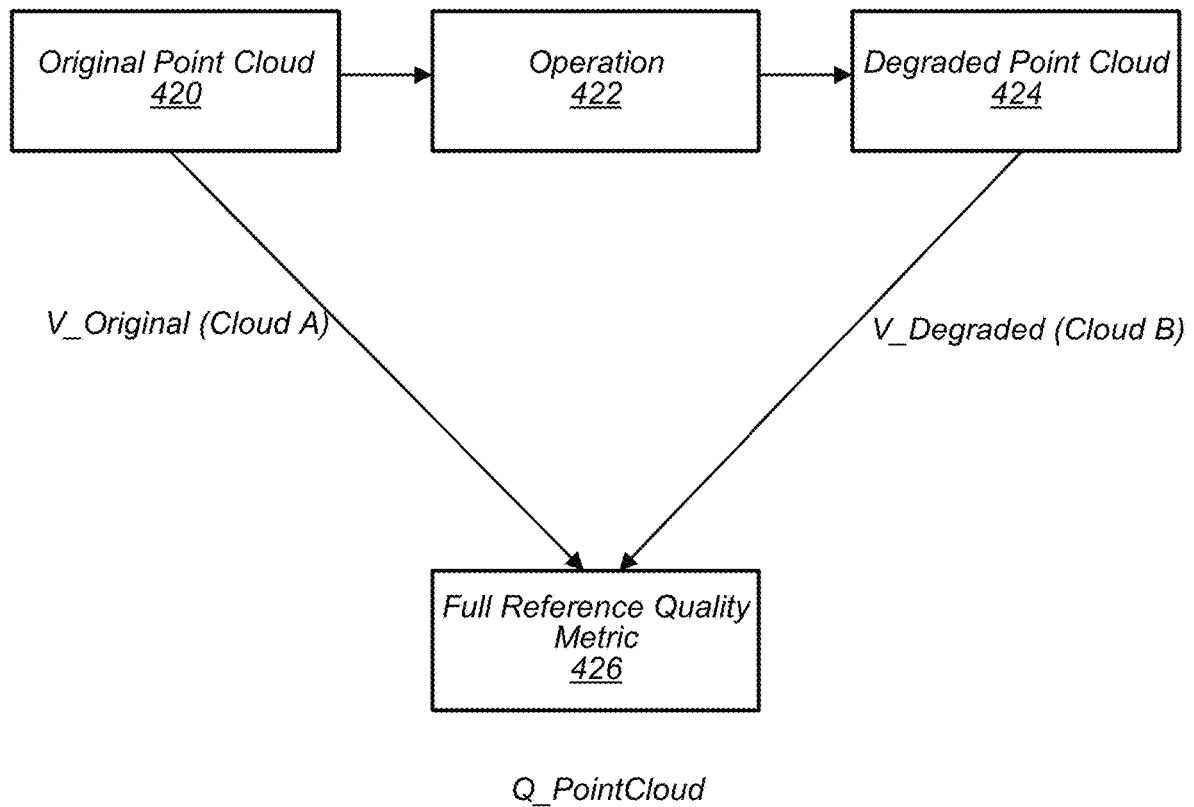 Original Point Cloud
420
Operation
422
Degraded Point Cloud
424
V_Original (Cloud A)
V_Degraded (Cloud B)
Full Reference Quality
Metric
426
Q_PointCloud